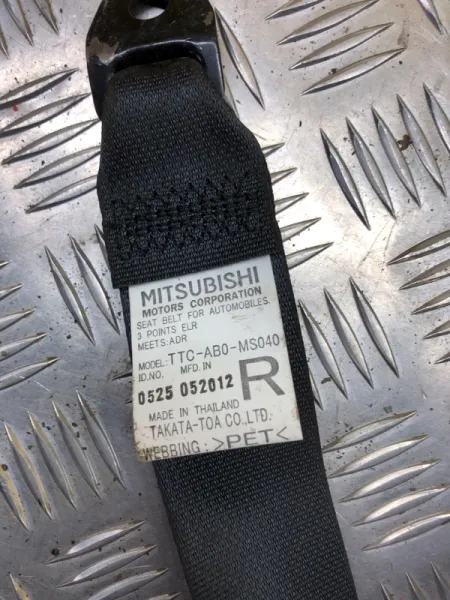 MITSUBISHI
MOTORS CORPORATION
SEAT BELT FOR AUTOMOBILES.
3 POINTS ELR
MEETS: ADR
MODEL: TTC-AB0-MS040
ID.NO. MFD.IN
0525 052012 R
MADE IN THAILAND
TAKATA-TOA CO.,LTD.
WEBBING: >PET<